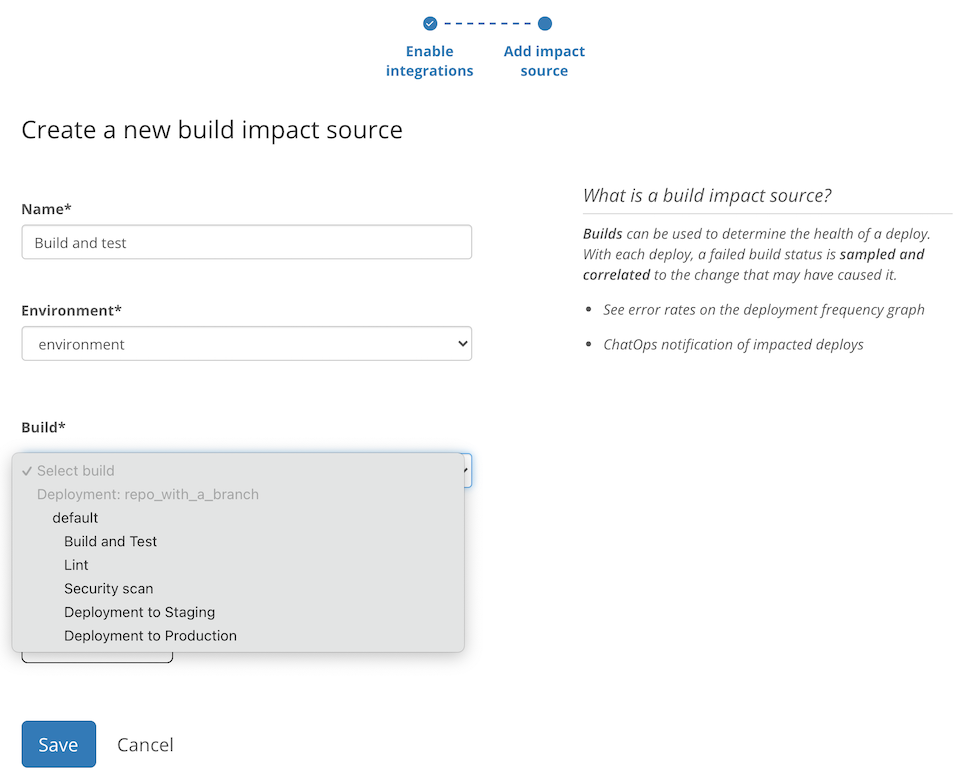 Enable
integrations
Add impact
source
Create a new build impact source
Name*
Build and test
Environment*
environment
Build*
✓ Select build
Deployment: repo_with_a_branch
default
Build and Test
Lint
Security scan
Deployment to Staging
Deployment to Production
Save
Cancel
What is a build impact source?
Builds can be used to determine the health of a deploy.
With each deploy, a failed build status is sampled and
correlated to the change that may have caused it.
• See error rates on the deployment frequency graph
• ChatOps notification of impacted deploys